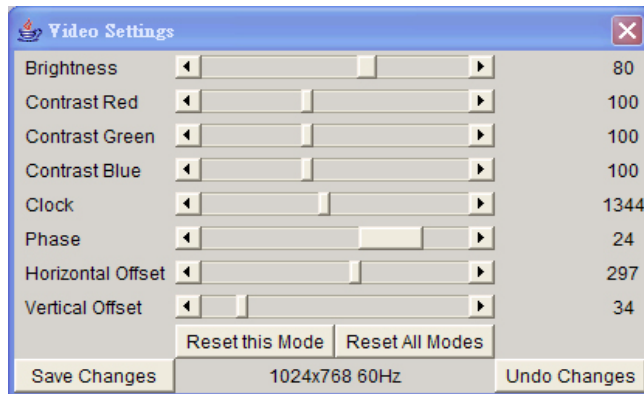 Video Settings
Brightness 80
Contrast Red 100
Contrast Green 100
Contrast Blue 100
Clock 1344
Phase 24
Horizontal Offset 297
Vertical Offset 34
Reset this Mode Reset All Modes
Save Changes 1024x768 60Hz Undo Changes